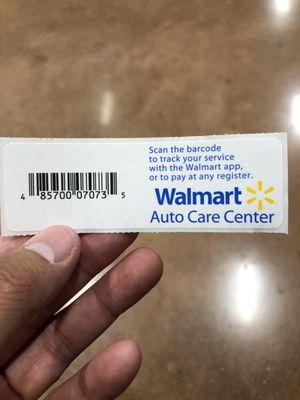 Scan the barcode
to track your service
with the Walmart app,
or to pay at any register.
4 85700 07073 5
Walmart
Auto Care Center